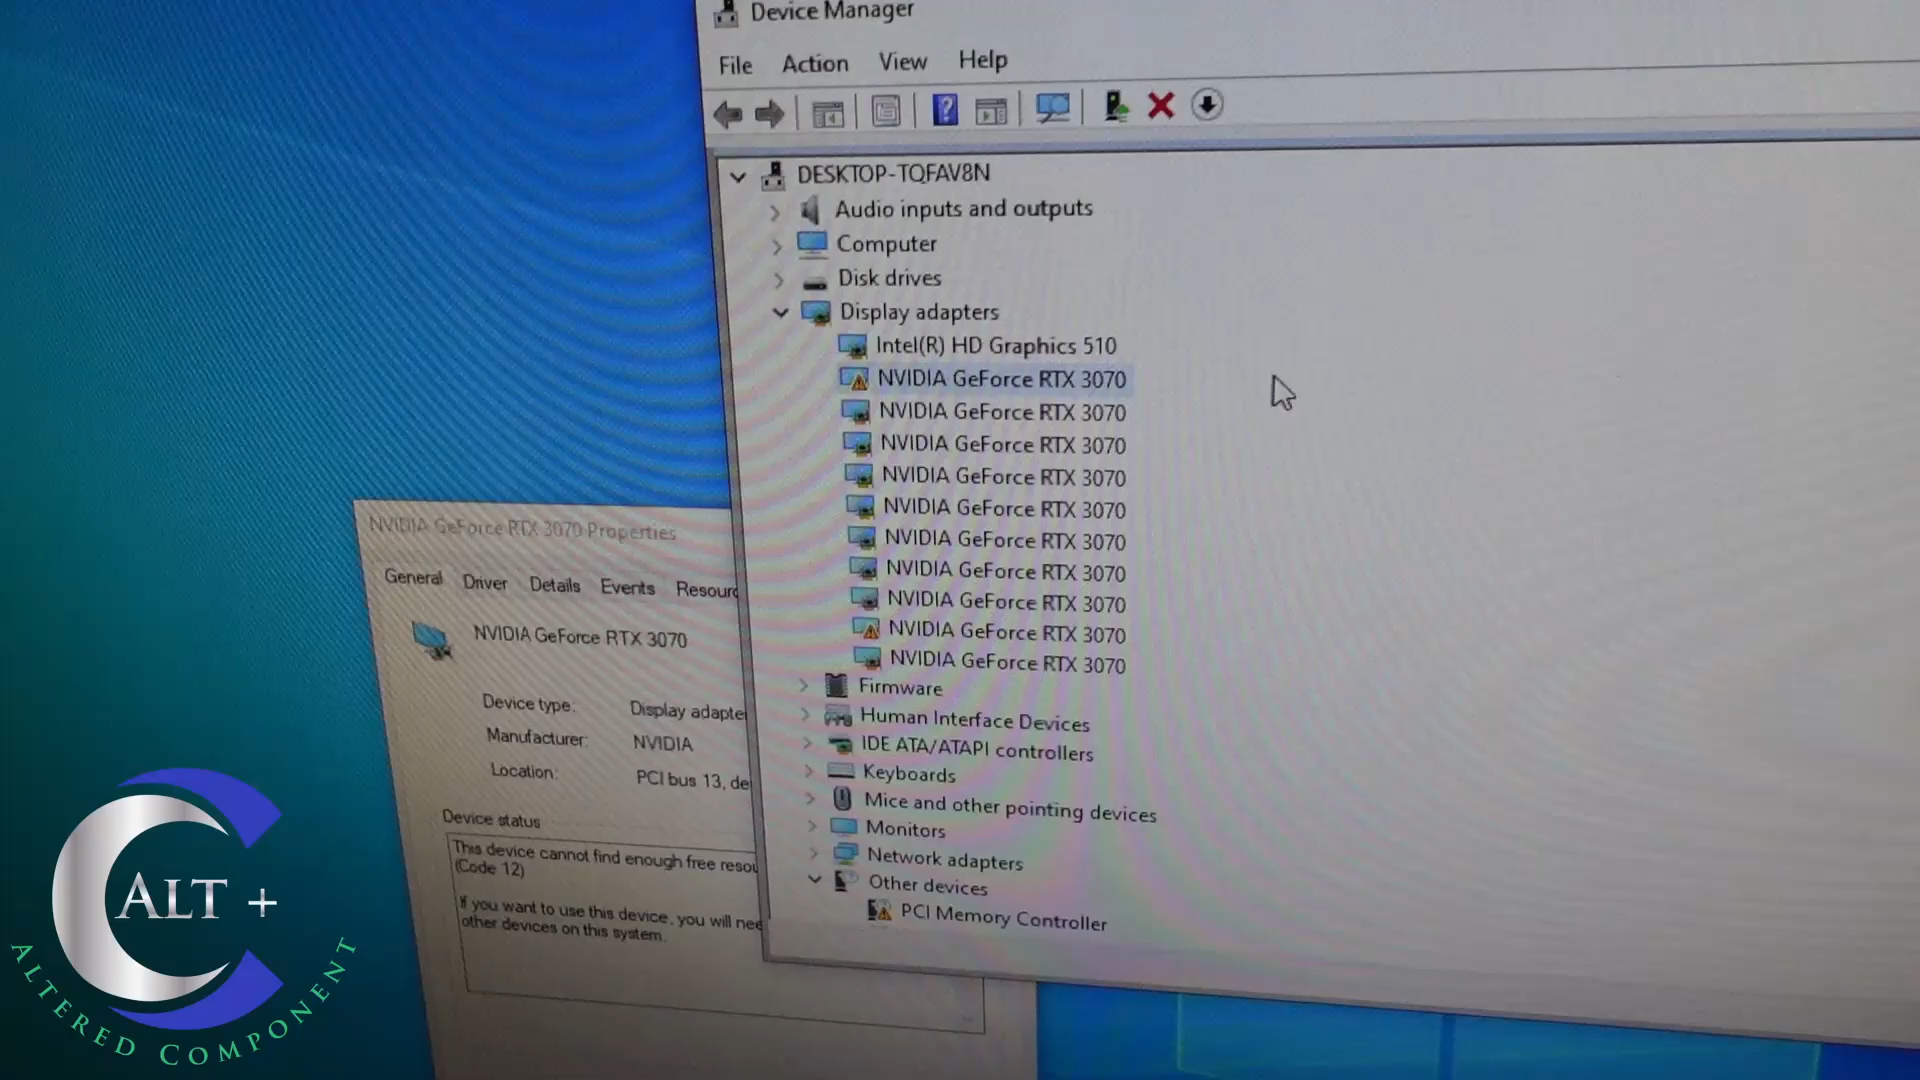 Device Manager
File Action View Help
DESKTOP-TQFAV8N
Audio inputs and outputs
Computer
Disk drives
Display adapters
Intel(R) HD Graphics 510
NVIDIA GeForce RTX 3070
NVIDIA GeForce RTX 3070
NVIDIA GeForce RTX 3070
NVIDIA GeForce RTX 3070
NVIDIA GeForce RTX 3070
NVIDIA GeForce RTX 3070
NVIDIA GeForce RTX 3070
NVIDIA GeForce RTX 3070
NVIDIA GeForce RTX 3070
NVIDIA GeForce RTX 3070
Firmware
Human Interface Devices
IDE ATA/ATAPI controllers
Keyboards
Mice and other pointing devices
Monitors
Network adapters
Other devices
PCI Memory Controller
NVIDIA GeForce RTX 3070 Properties
General Driver Details Events Resourc
NVIDIA GeForce RTX 3070
Device type: Display adapte
Manufacturer: NVIDIA
Location: PCI bus 13, de
Device status
This device cannot find enough free resou
(Code 12)
If you want to use this device, you will nee
other devices on this system.
ALT +
ALTERED COMPONENT